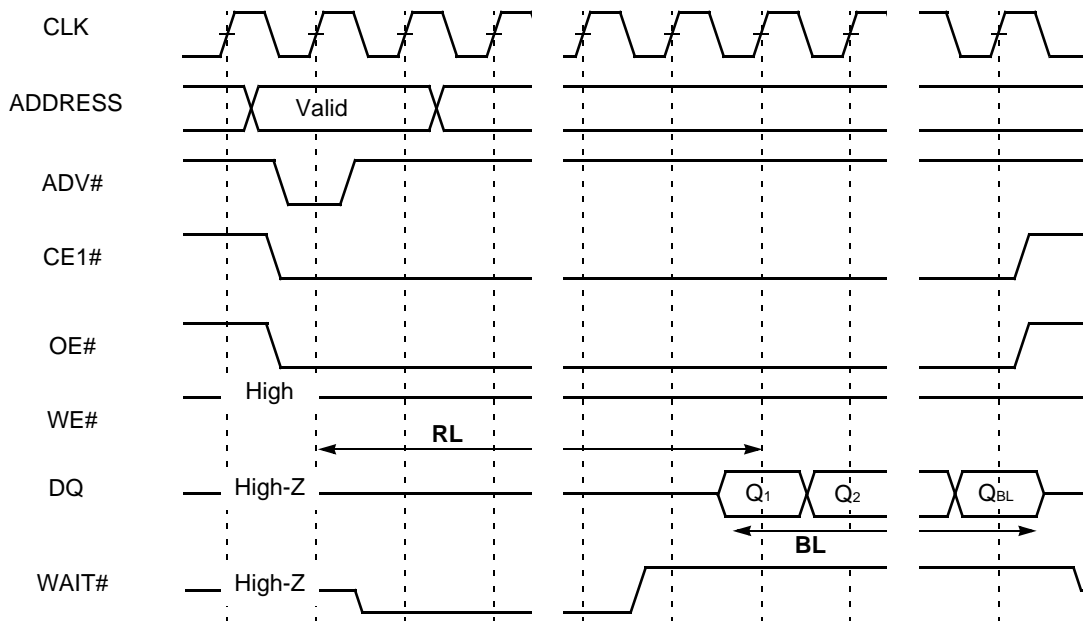 CLK
ADDRESS Valid
ADV#
CE1#
OE#
High
WE#
RL
DQ High-Z Q1 Q2 QBL
BL
WAIT# High-Z